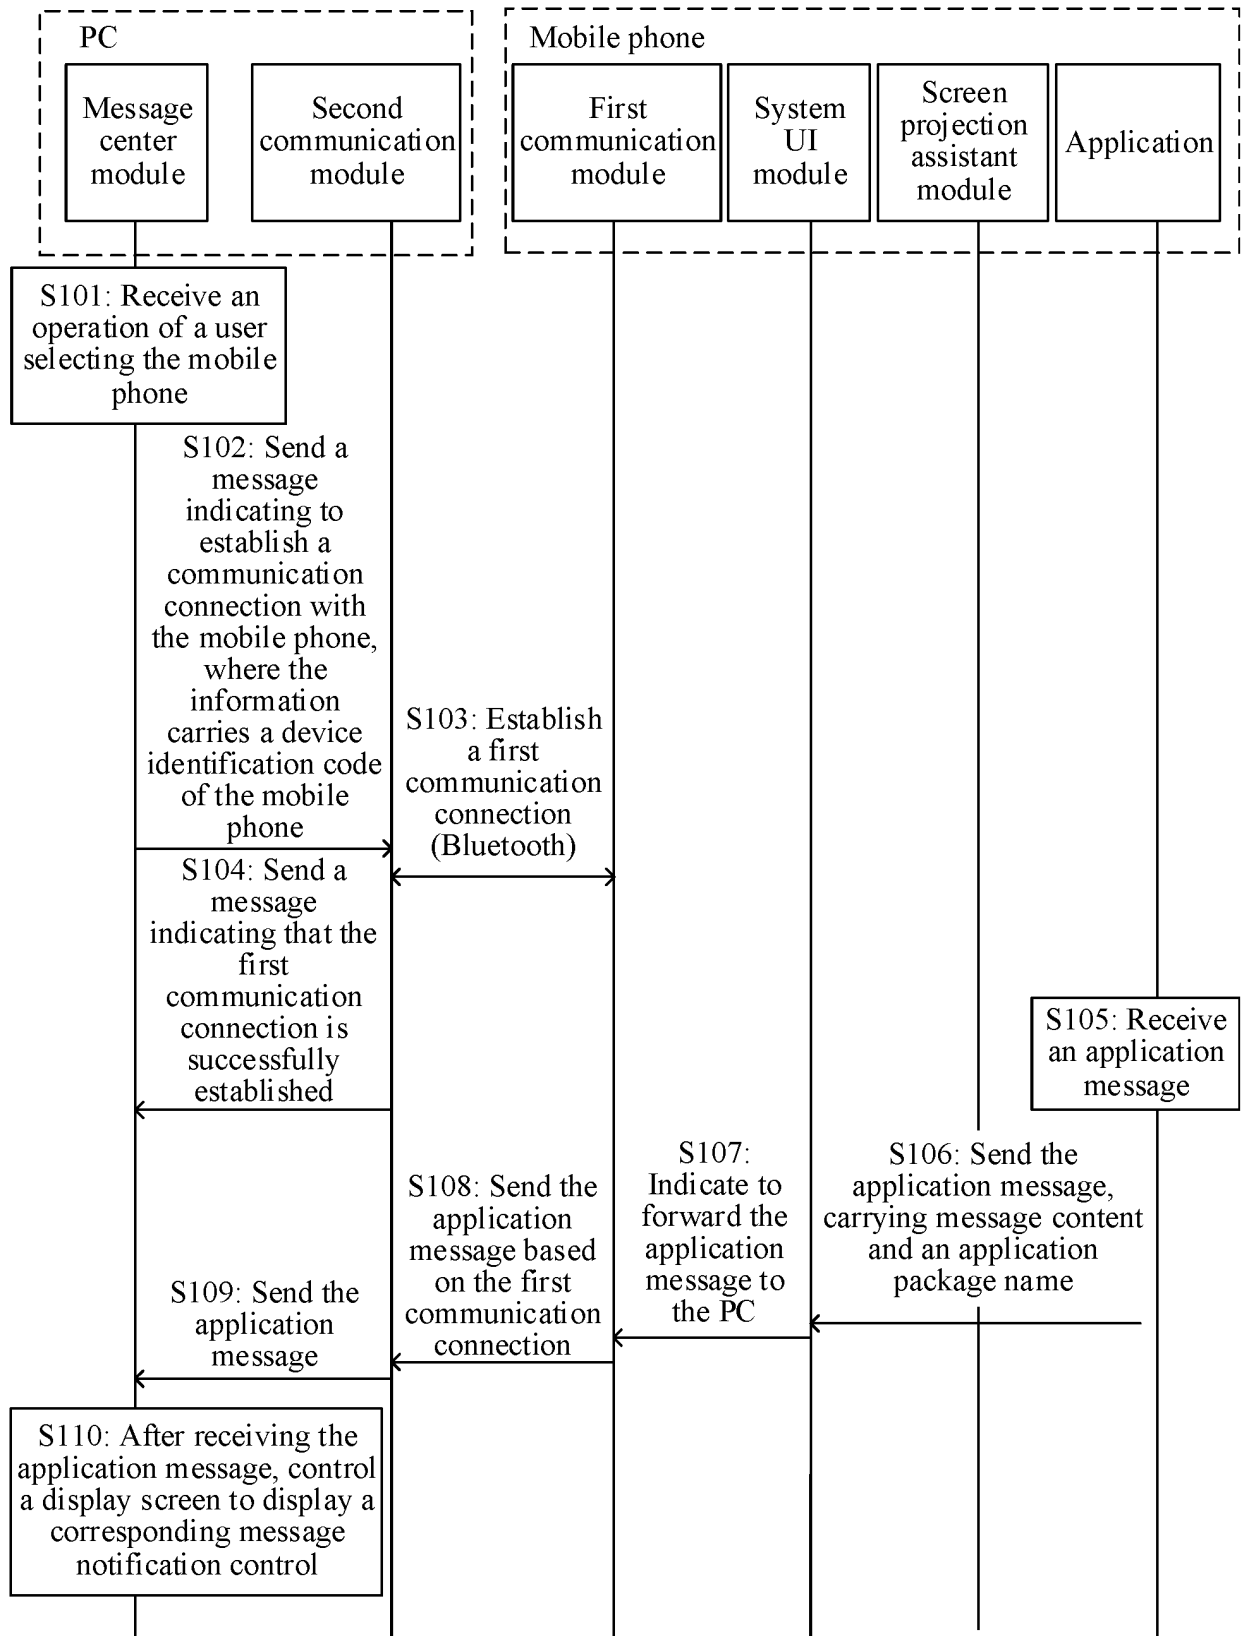 PC
Mobile phone
Message
center
module
Second
communication
module
First
communication
module
System
UI
module
Screen
projection
assistant
module
Application
S101: Receive an
operation of a user
selecting the mobile
phone
S102: Send a
message
indicating to
establish a
communication
connection with
the mobile phone,
where the
information
carries a device
identification code
of the mobile
phone
S103: Establish
a first
communication
connection
(Bluetooth)
S104: Send a
message
indicating that the
first
communication
connection is
successfully
established
S105: Receive
an application
message
S106: Send the
application message,
carrying message content
and an application
package name
S107:
Indicate to
forward the
application
message to
the PC
S108: Send the
application
message based
on the first
communication
connection
S109: Send the
application
message
S110: After receiving the
application message, control
a display screen to display a
corresponding message
notification control